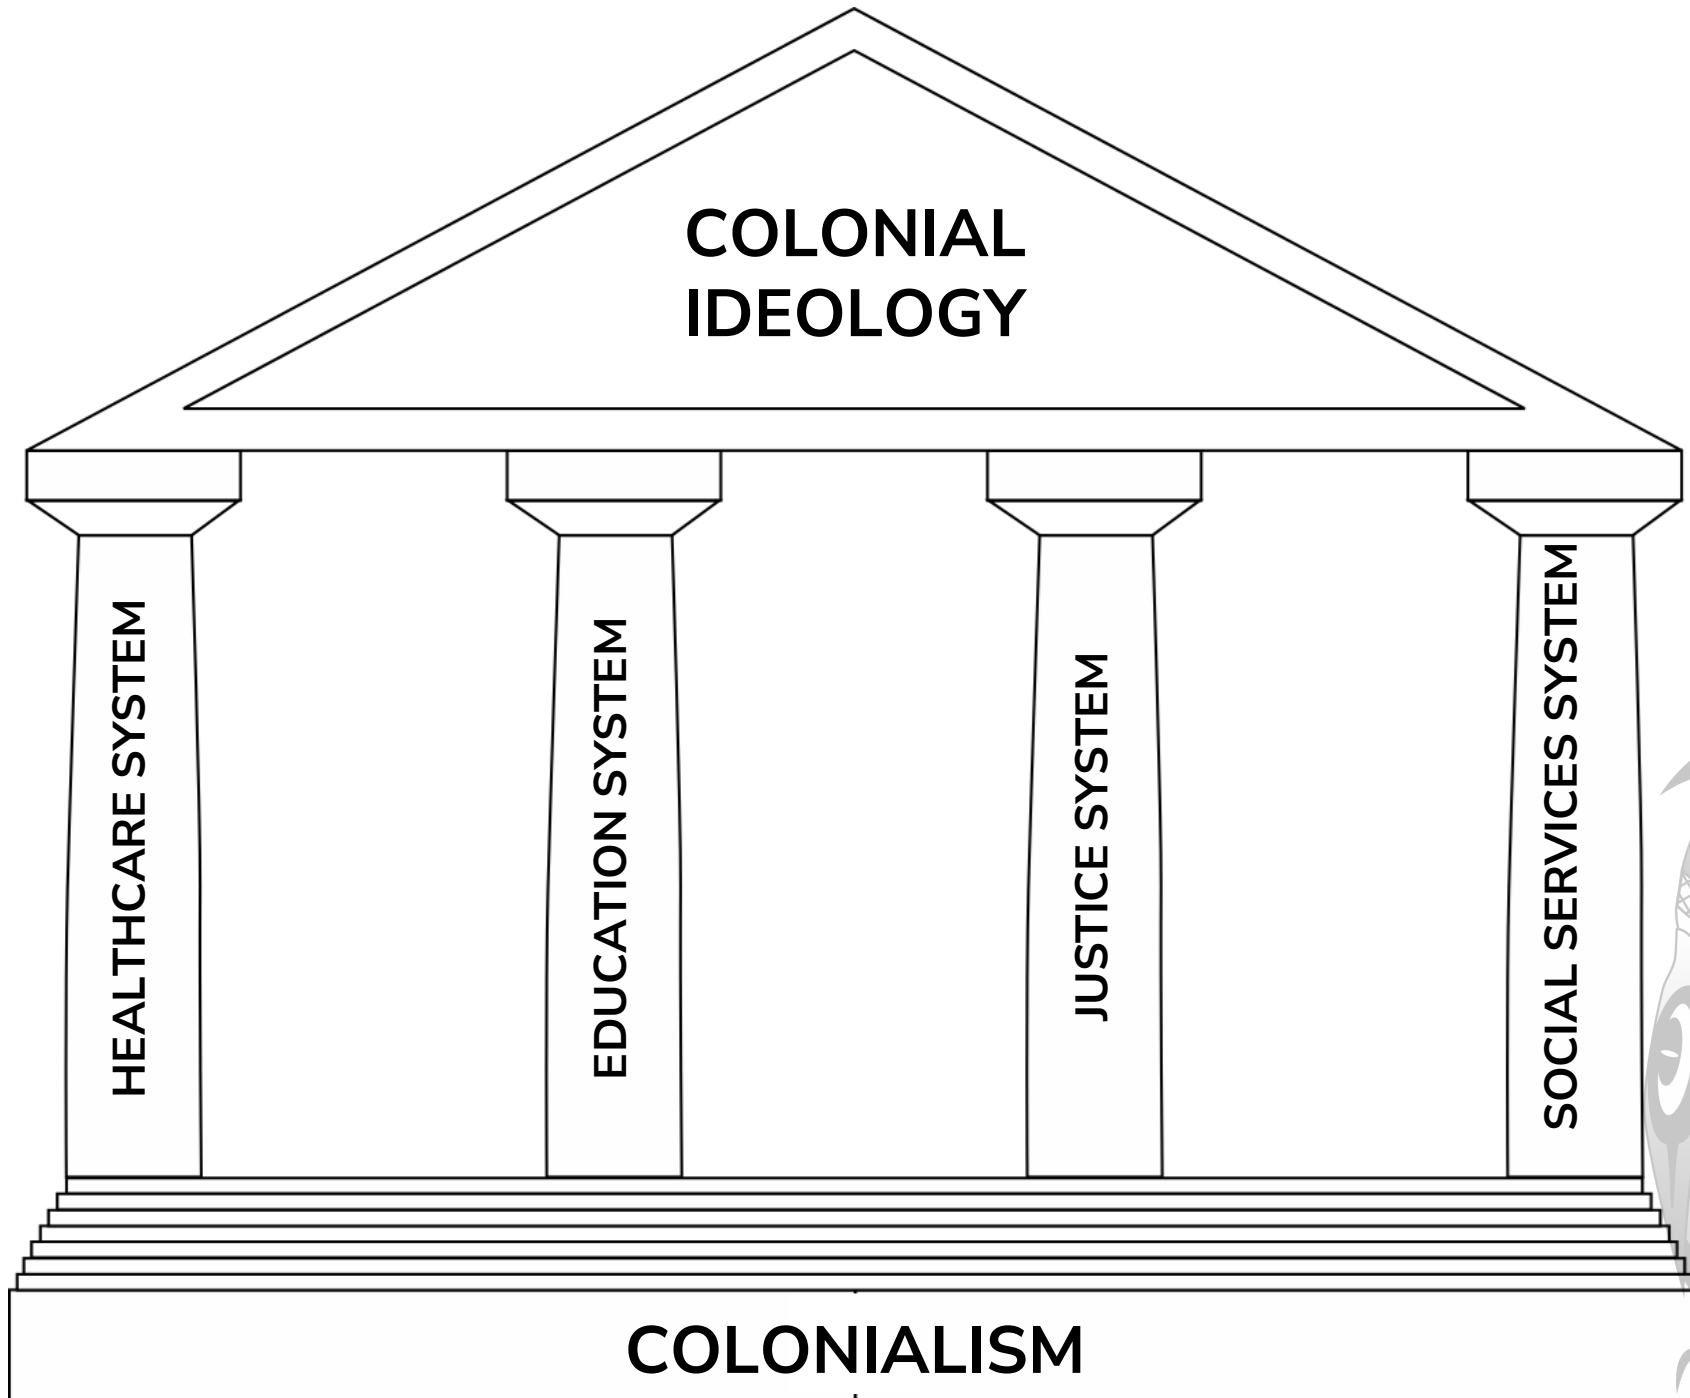 COLONIAL
IDEOLOGY
HEALTHCARE SYSTEM
EDUCATION SYSTEM
JUSTICE SYSTEM
SOCIAL SERVICES SYSTEM
COLONIALISM